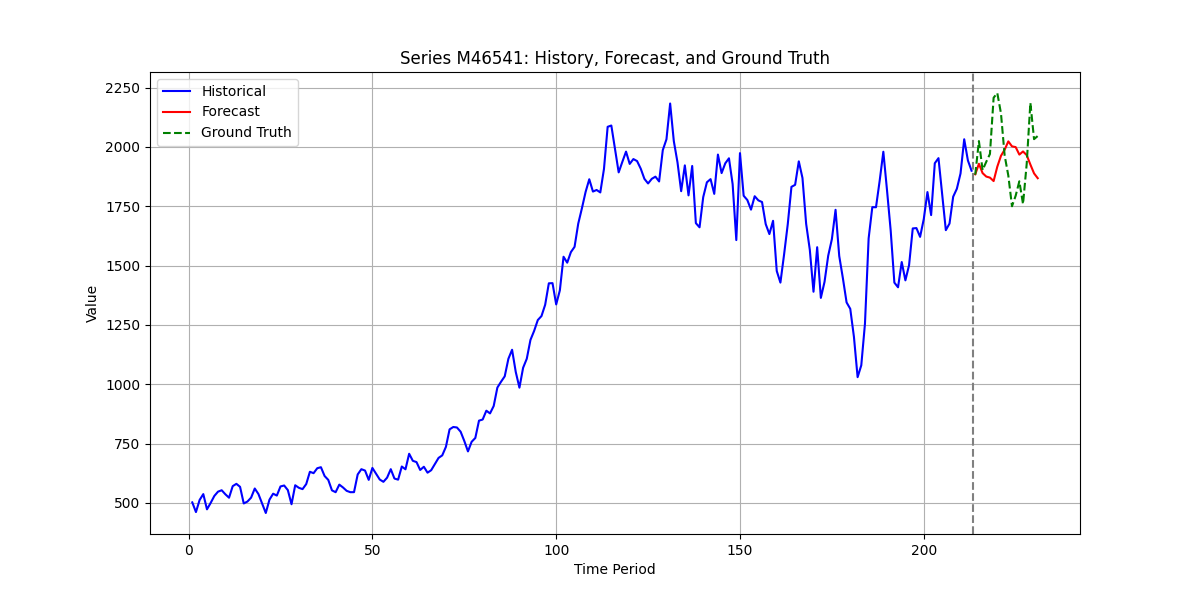 Series M46541: History, Forecast, and Ground Truth
Historical
Forecast
Ground Truth
2250
2000
1750
1500
1250
1000
750
500
Value
0 50 100 150 200
Time Period